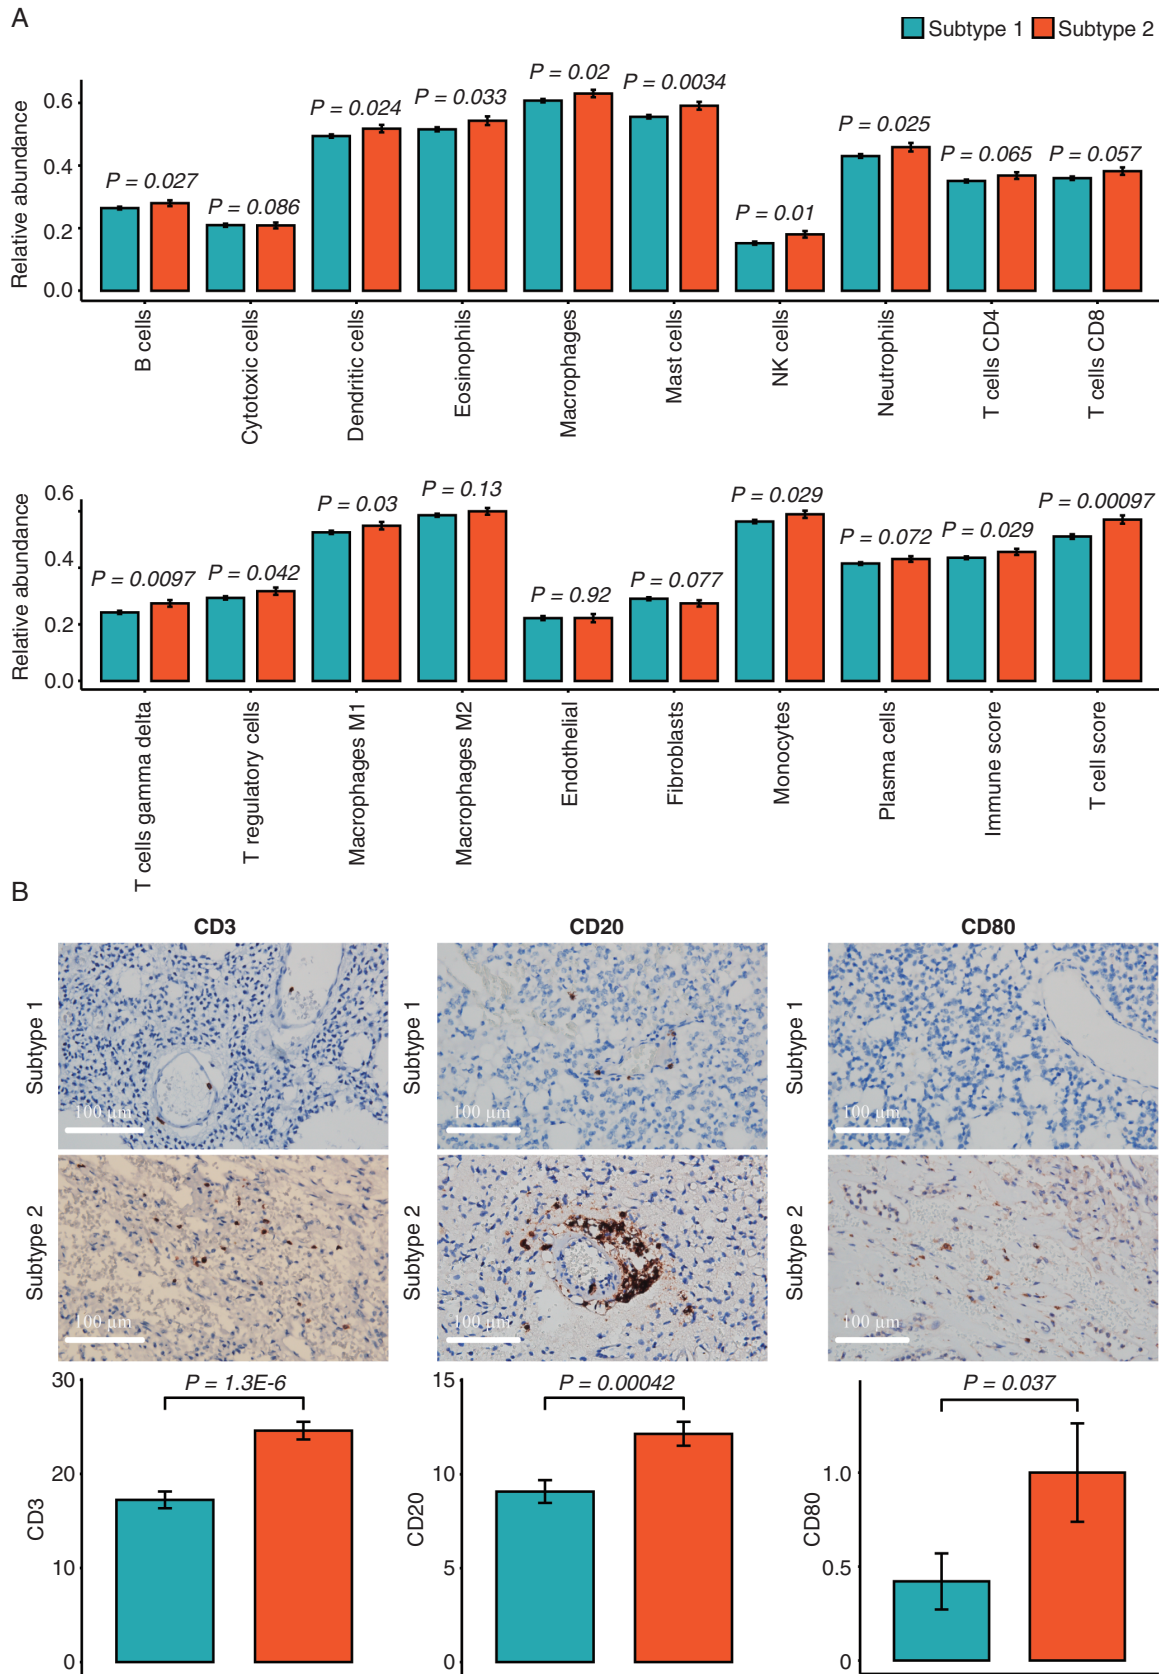 A
Subtype 1 Subtype 2
Relative abundance
0.6
0.4
0.2
0.0
P = 0.027
P = 0.086
P = 0.024
P = 0.033
P = 0.02
P = 0.0034
P = 0.01
P = 0.025
P = 0.065
P = 0.057
B cells
Cytotoxic cells
Dendritic cells
Eosinophils
Macrophages
Mast cells
NK cells
Neutrophils
T cells CD4
T cells CD8
Relative abundance
0.6
0.4
0.2
0.0
P = 0.0097
P = 0.042
P = 0.03
P = 0.13
P = 0.92
P = 0.077
P = 0.029
P = 0.072
P = 0.029
P = 0.00097
T cells gamma delta
T regulatory cells
Macrophages M1
Macrophages M2
Endothelial
Fibroblasts
Monocytes
Plasma cells
Immune score
T cell score
B
CD3
CD20
CD80
Subtype 1
100 µm
Subtype 1
100 µm
Subtype 1
100 µm
Subtype 2
100 µm
Subtype 2
100 µm
Subtype 2
100 µm
CD3
30
20
10
0
P = 1.3E-6
CD20
15
10
5
0
P = 0.00042
CD80
1.0
0.5
0
P = 0.037